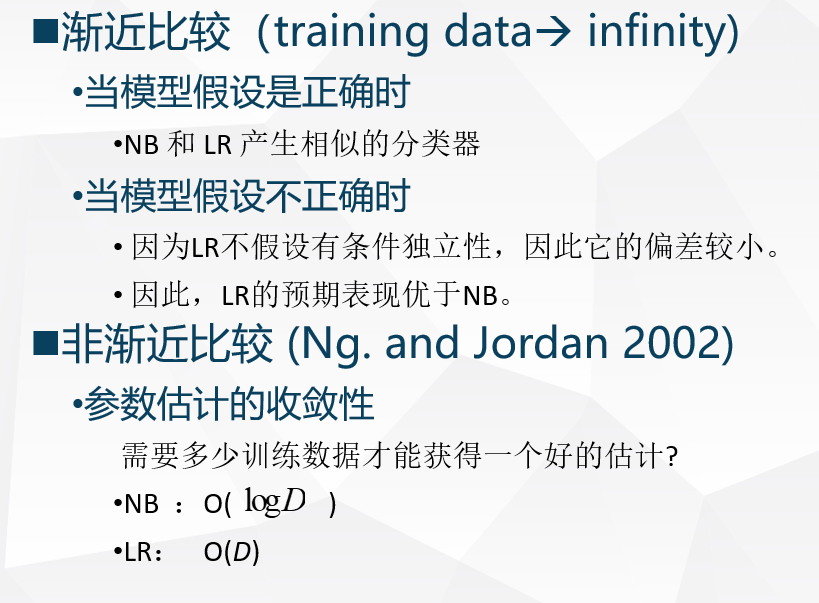 ■渐近比较（training data→ infinity)
•当模型假设是正确时
•NB 和 LR 产生相似的分类器
•当模型假设不正确时
• 因为LR不假设有条件独立性，因此它的偏差较小。
• 因此，LR的预期表现优于NB。
■非渐近比较 (Ng. and Jordan 2002)
•参数估计的收敛性
需要多少训练数据才能获得一个好的估计?
•NB ：O( logD )
•LR： O(D)